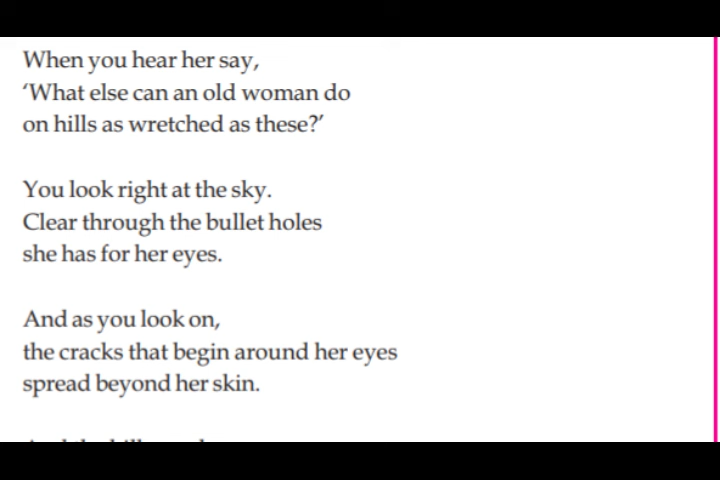 When you hear her say,
‘What else can an old woman do
on hills as wretched as these?’
You look right at the sky.
Clear through the bullet holes
she has for her eyes.
And as you look on,
the cracks that begin around her eyes
spread beyond her skin.